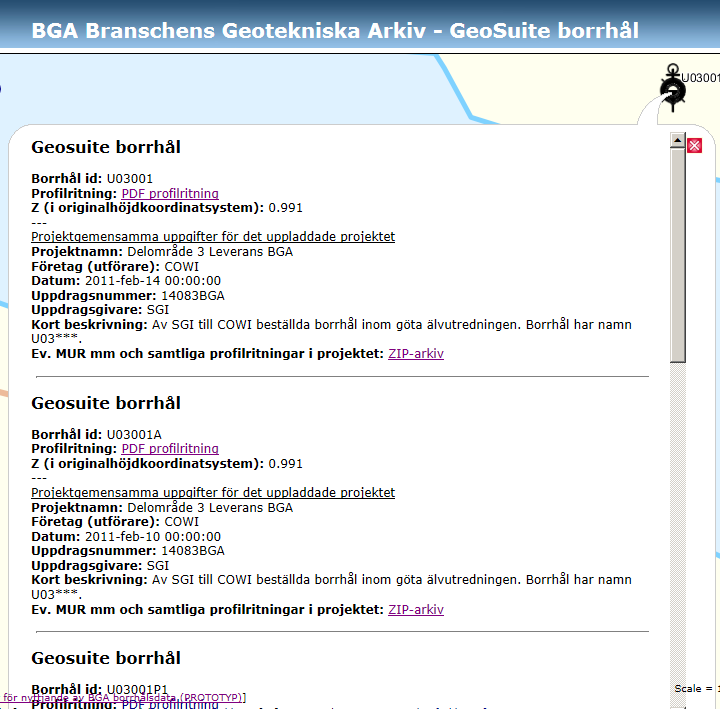 BGA Branschens Geotekniska Arkiv - GeoSuite borrhål
U03001
Geosuite borrhål
Borrhål id: U03001
Profilritning: PDF profilritning
Z (i originalhöjdkoordinatsystem): 0.991
---
Projektgemensamma uppgifter för det uppladdade projektet
Projektnamn: Delområde 3 Leverans BGA
Företag (utförare): COWI
Datum: 2011-feb-14 00:00:00
Uppdragsnummer: 14083BGA
Uppdragsgivare: SGI
Kort beskrivning: Av SGI till COWI beställda borrhål inom göta älvutredningen. Borrhål har namn
U03***.
Ev. MUR mm och samtliga profilritningar i projektet: ZIP-arkiv
Geosuite borrhål
Borrhål id: U03001A
Profilritning: PDF profilritning
Z (i originalhöjdkoordinatsystem): 0.991
---
Projektgemensamma uppgifter för det uppladdade projektet
Projektnamn: Delområde 3 Leverans BGA
Företag (utförare): COWI
Datum: 2011-feb-10 00:00:00
Uppdragsnummer: 14083BGA
Uppdragsgivare: SGI
Kort beskrivning: Av SGI till COWI beställda borrhål inom göta älvutredningen. Borrhål har namn
U03***.
Ev. MUR mm och samtliga profilritningar i projektet: ZIP-arkiv
Geosuite borrhål
Borrhål id: U03001P1
Scale = 1
för nyttjande av BGA borrhålsdata (PROTOTYP)]
Profilritning: PDF profilritning